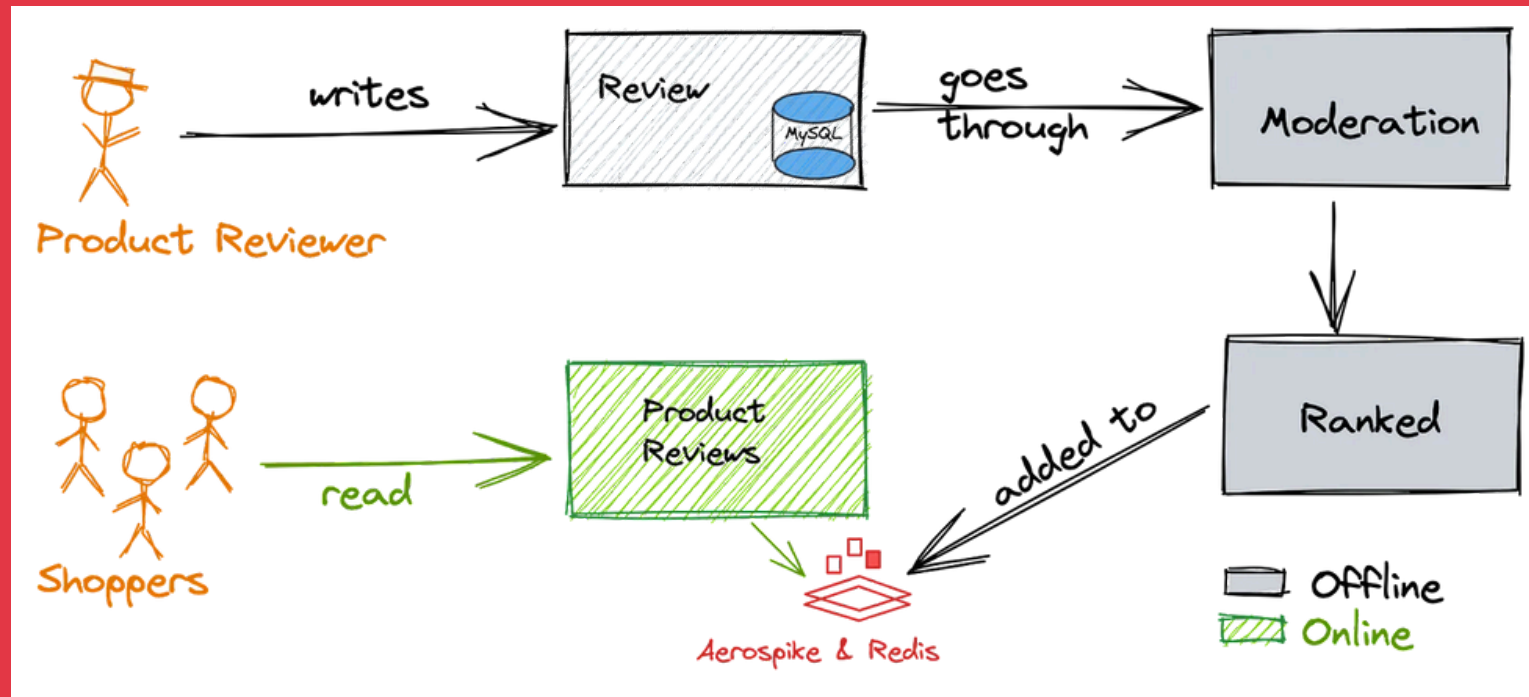 writes
Review
MySQL
goes
through
Moderation
Product Reviewer
Product
Reviews
read
added to
Ranked
Shoppers
Aerospike & Redis
Offline
Online